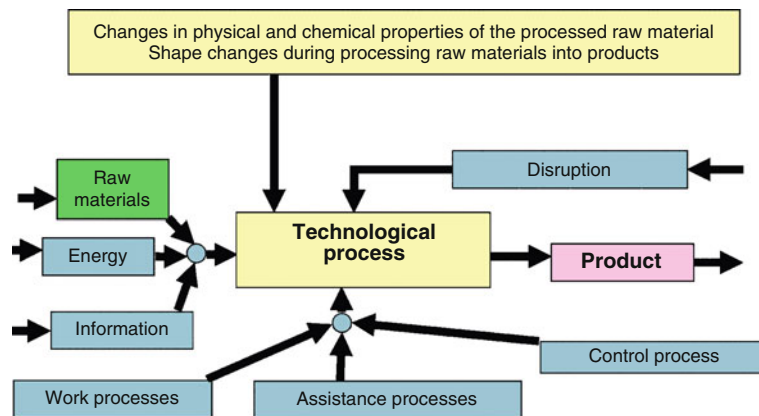 Changes in physical and chemical properties of the processed raw material
Shape changes during processing raw materials into products
Raw
materials
Disruption
Technological
process
Energy
Product
Information
Control process
Work processes
Assistance processes